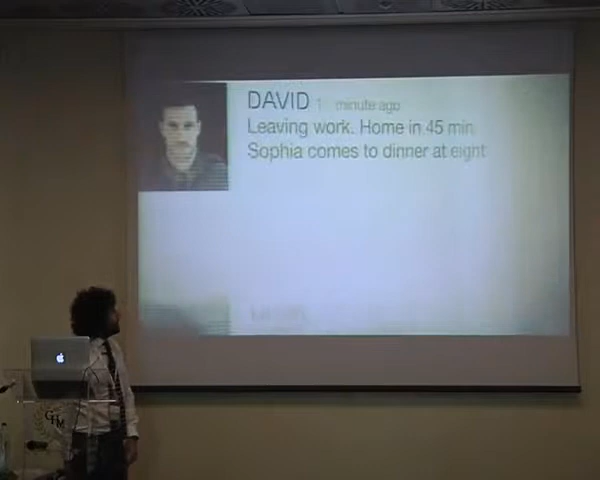 DAVID 1 minute ago
Leaving work. Home in 45 min
Sophia comes to dinner at eight